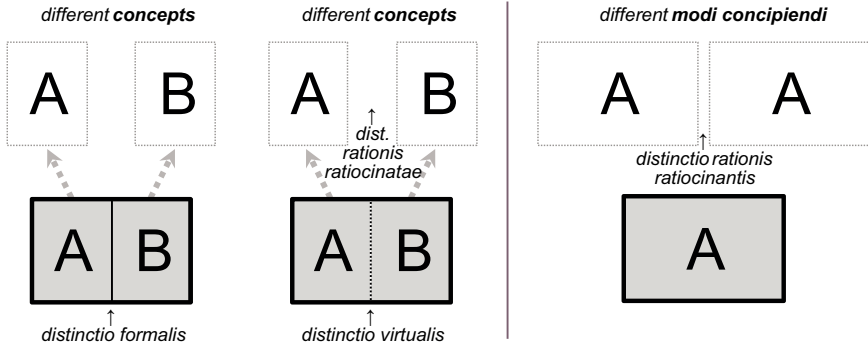 different concepts
different concepts
different modi concipiendi
A
B
A
B
A
A
↑
dist.
rationis
ratiocinatae
↑
distinctio rationis
ratiocinantis
A
B
A
B
A
↑
distinctio formalis
↑
distinctio virtualis